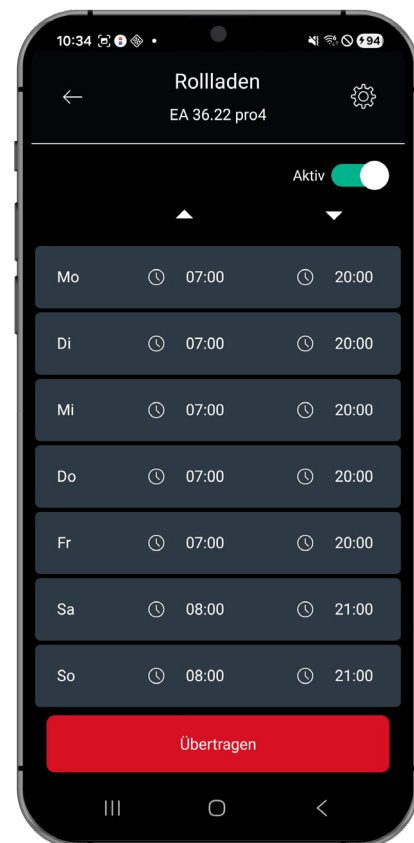 10:34 94
Rollladen
EA 36.22 pro4
Aktiv
Mo 07:00 20:00
Di 07:00 20:00
Mi 07:00 20:00
Do 07:00 20:00
Fr 07:00 20:00
Sa 08:00 21:00
So 08:00 21:00
Übertragen